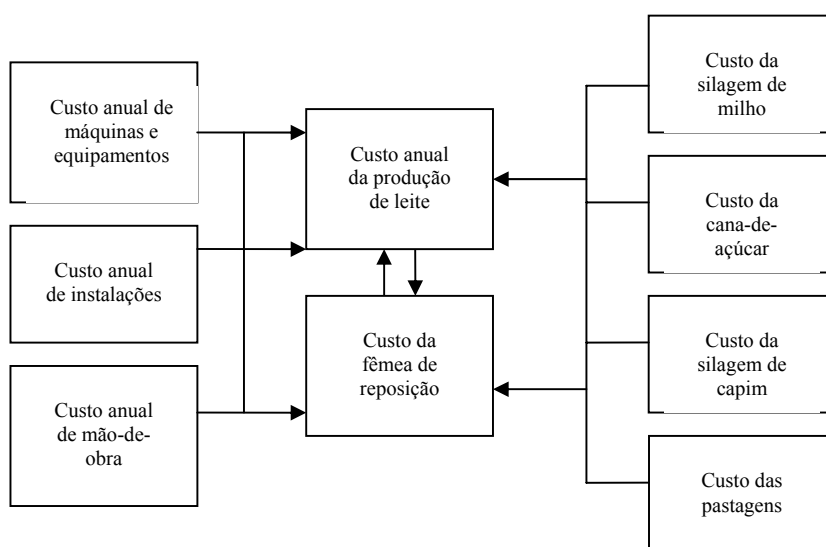 Custo anual de
máquinas e
equipamentos
Custo anual
de instalações
Custo anual
de mão-de-
obra
Custo anual
da produção
de leite
Custo da
fêmea de
reposição
Custo da
silagem de
milho
Custo da
cana-de-
açúcar
Custo da
silagem de
capim
Custo das
pastagens